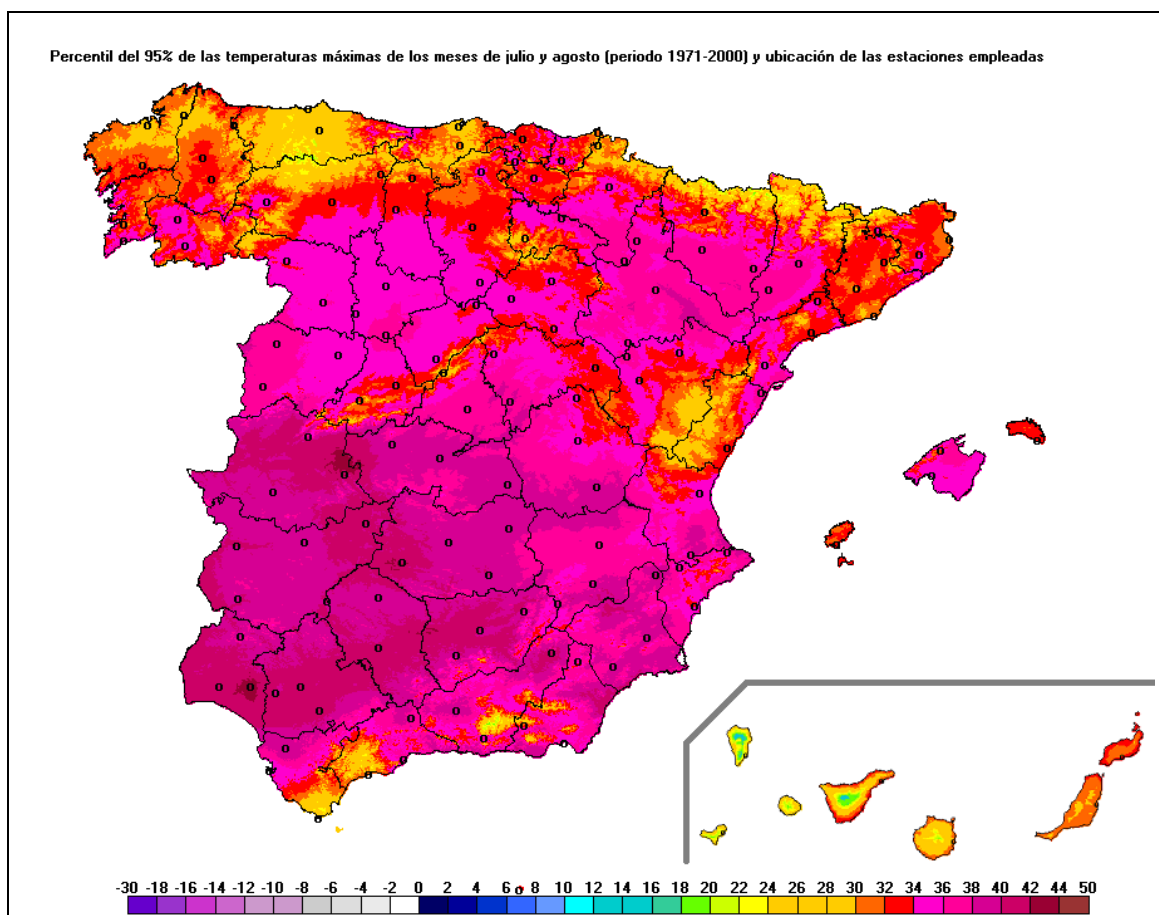 Percentil del 95% de las temperaturas máximas de los meses de julio y agosto (periodo 1971-2000) y ubicación de las estaciones empleadas
-30 -18 -16 -14 -12 -10 -8 -6 -4 -2 0 2 4 6 8 10 12 14 16 18 20 22 24 26 28 30 32 34 36 38 40 42 44 50